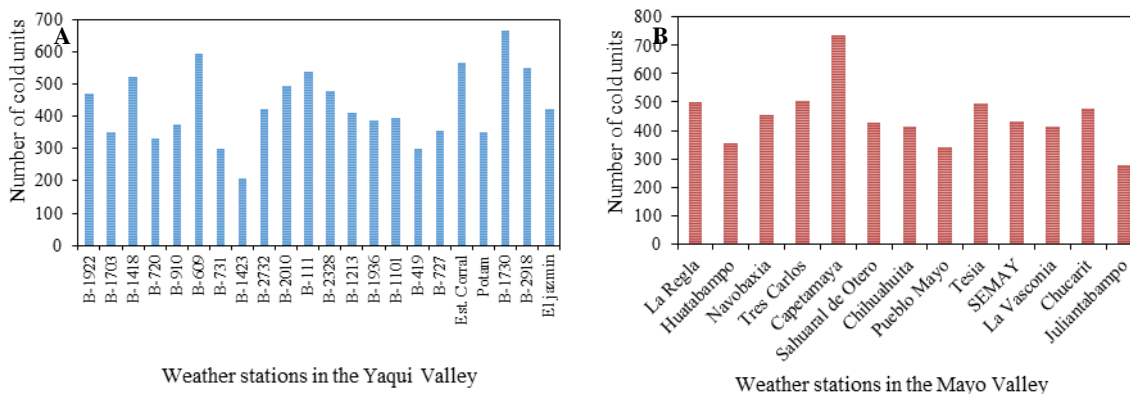 A
Number of cold units
700
600
500
400
300
200
100
0
B-1922
B-1703
B-1418
B-720
B-910
B-609
B-731
B-1423
B-2732
B-2010
B-111
B-2328
B-1213
B-1936
B-1101
B-419
B-727
Est. Corral
Potam
B-1730
B-2918
El jazmin
Weather stations in the Yaqui Valley
B
Number of cold units
800
700
600
500
400
300
200
100
0
La Regla
Huatabampo
Navobaxia
Tres Carlos
Capetamaya
Sahuaral de Otero
Chihuahuita
Pueblo Mayo
Tesia
SEMAY
La Vasconia
Chucarit
Juliantabampo
Weather stations in the Mayo Valley